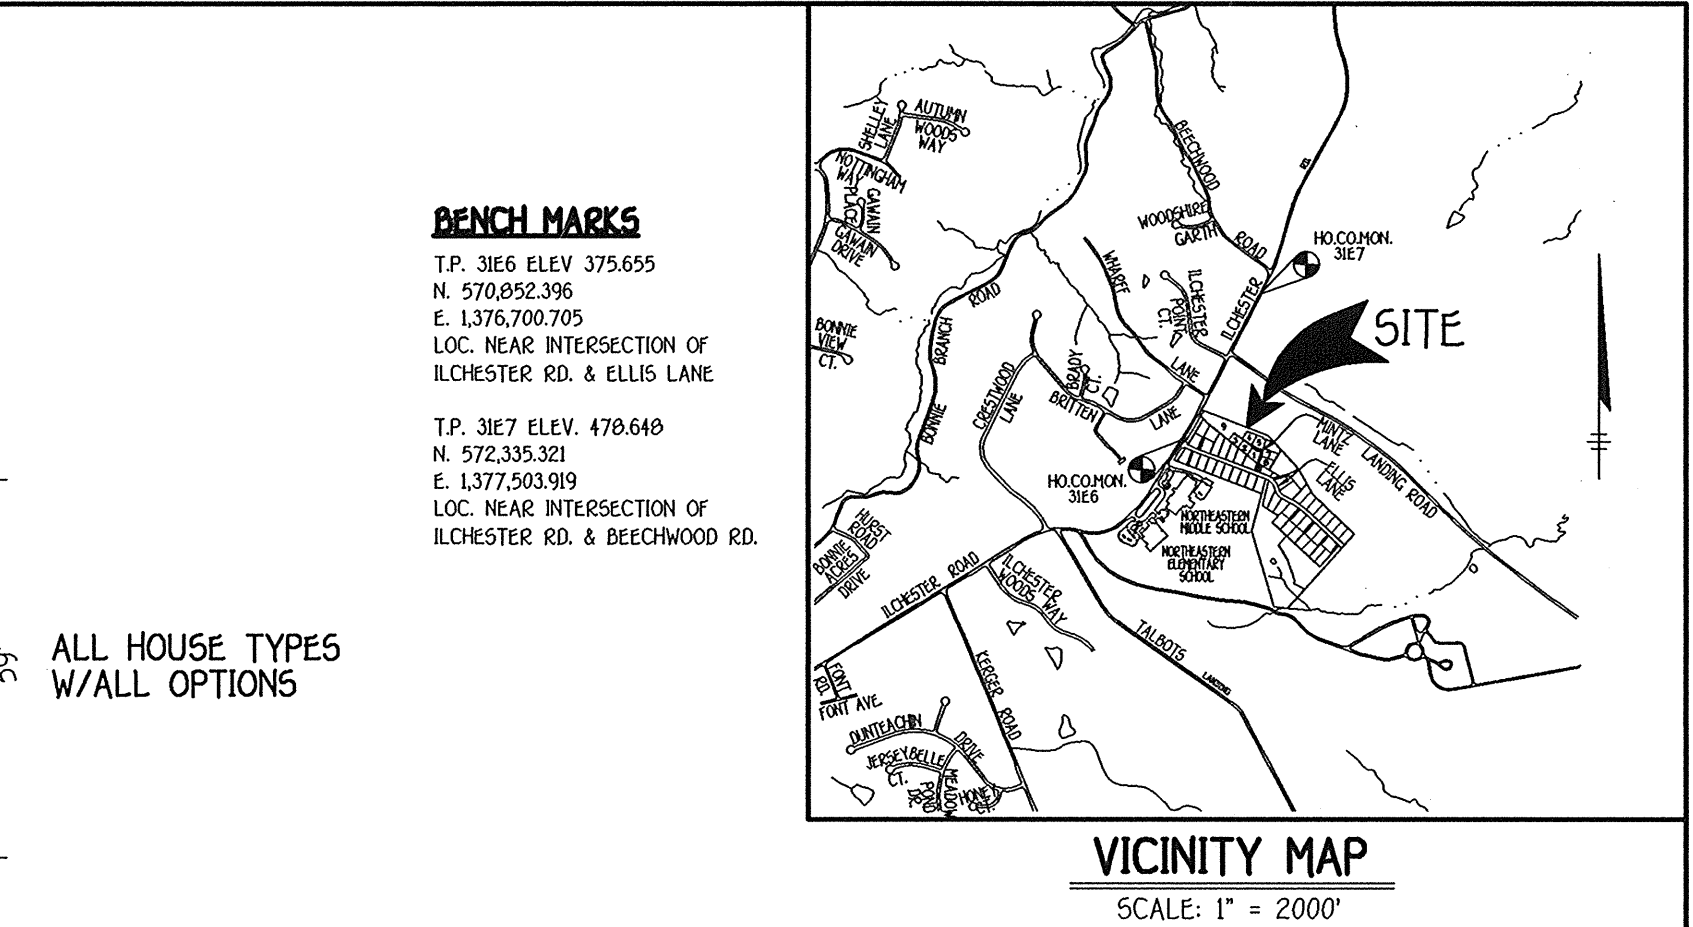 BENCH MARKS
T.P. 31E6 ELEV 375.655
N. 570,852.396
E. 1,376,700.705
LOC. NEAR INTERSECTION OF
ILCHESTER RD. & ELLIS LANE
T.P. 31E7 ELEV. 478.648
N. 572,335.321
E. 1,377,503.919
LOC. NEAR INTERSECTION OF
ILCHESTER RD. & BEECHWOOD RD.
ALL HOUSE TYPES
W/ALL OPTIONS
SHELLEY
LANE
AUTUMN
WOODS
WAY
NOTTINGHAM
WAY
GAWAIN
PLACE
GAWAIN
DRIVE
BONNIE
VIEW
CT.
BONNIE
BRANCH
ROAD
BEECHWOOD
ROAD
RD.
WOODSHIRE
GARTH
HO.CO.MON.
31E7
WHARFF
LANE
ILCHESTER
POINT
CT.
ILCHESTER
SITE
CRESTWOOD
LANE
BRADY
CT.
BRITTEN
LANE
MINTZ
LANE
LANDING ROAD
ELLIS
LANE
HO.CO.MON.
31E6
NORTHEASTERN
MIDDLE SCHOOL
NORTHEASTERN
ELEMENTARY
SCHOOL
HURST
ROAD
BONNIE
ACRES
DRIVE
ILCHESTER ROAD
ILCHESTER
WOODS WAY
TALBOTS
LANDING
KERGER
ROAD
FONT
RD.
FONT AVE.
DUNTEACHIN
DRIVE
JERSEYBELLE
CT.
MEADOW
POND
DR.
HONEY
CT.
VICINITY MAP
SCALE: 1" = 2000'